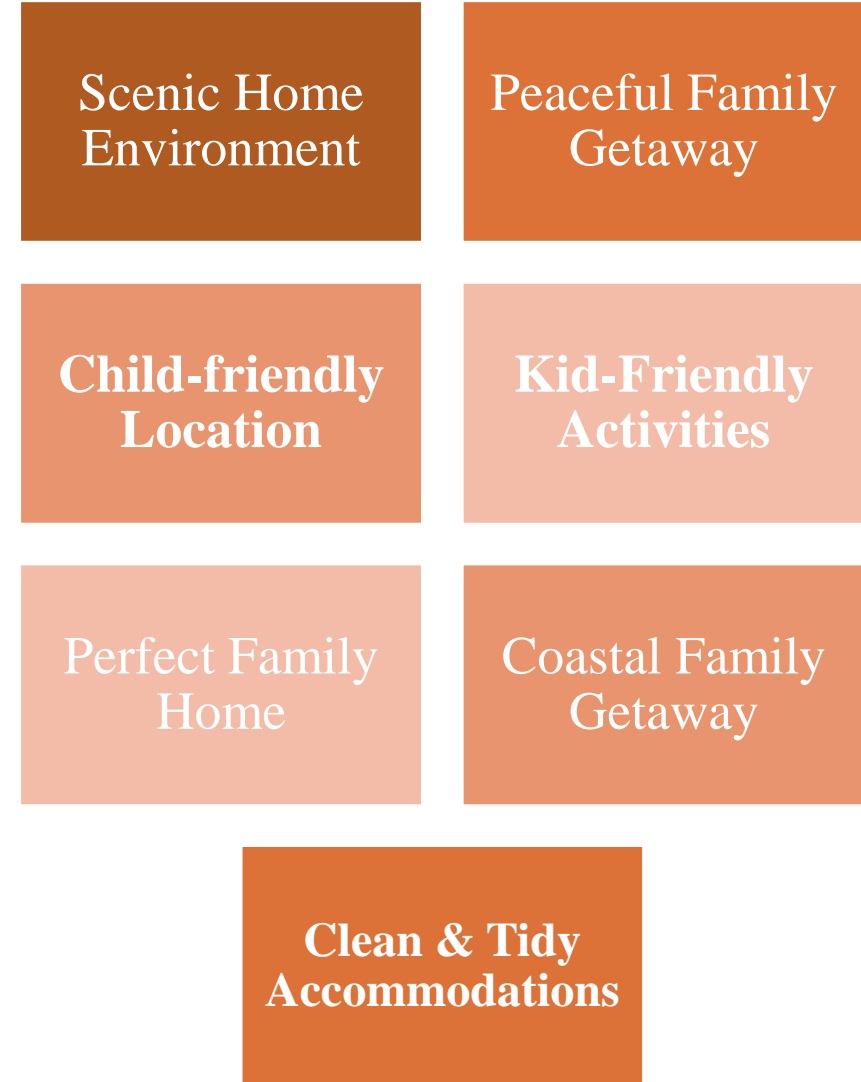 Scenic Home
Environment
Peaceful Family
Getaway
Child-friendly
Location
Kid-Friendly
Activities
Perfect Family
Home
Coastal Family
Getaway
Clean & Tidy
Accommodations